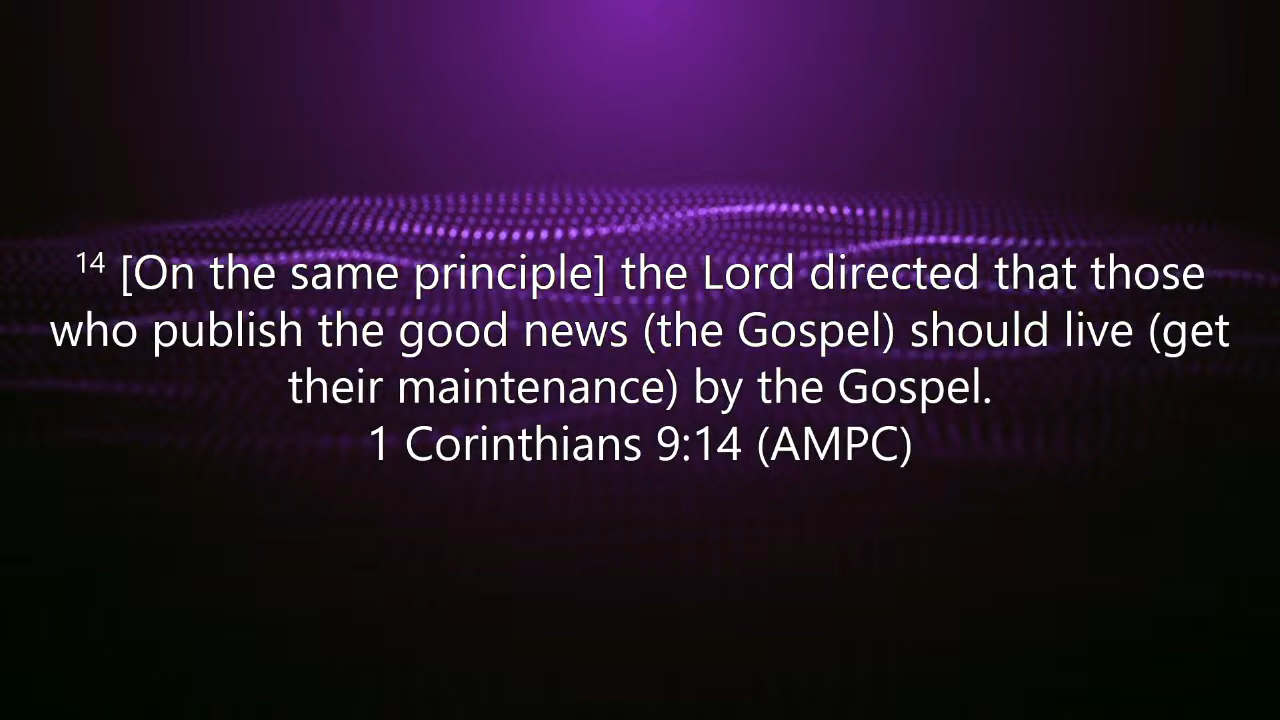 14 [On the same principle] the Lord directed that those
who publish the good news (the Gospel) should live (get
their maintenance) by the Gospel.
1 Corinthians 9:14 (AMPC)